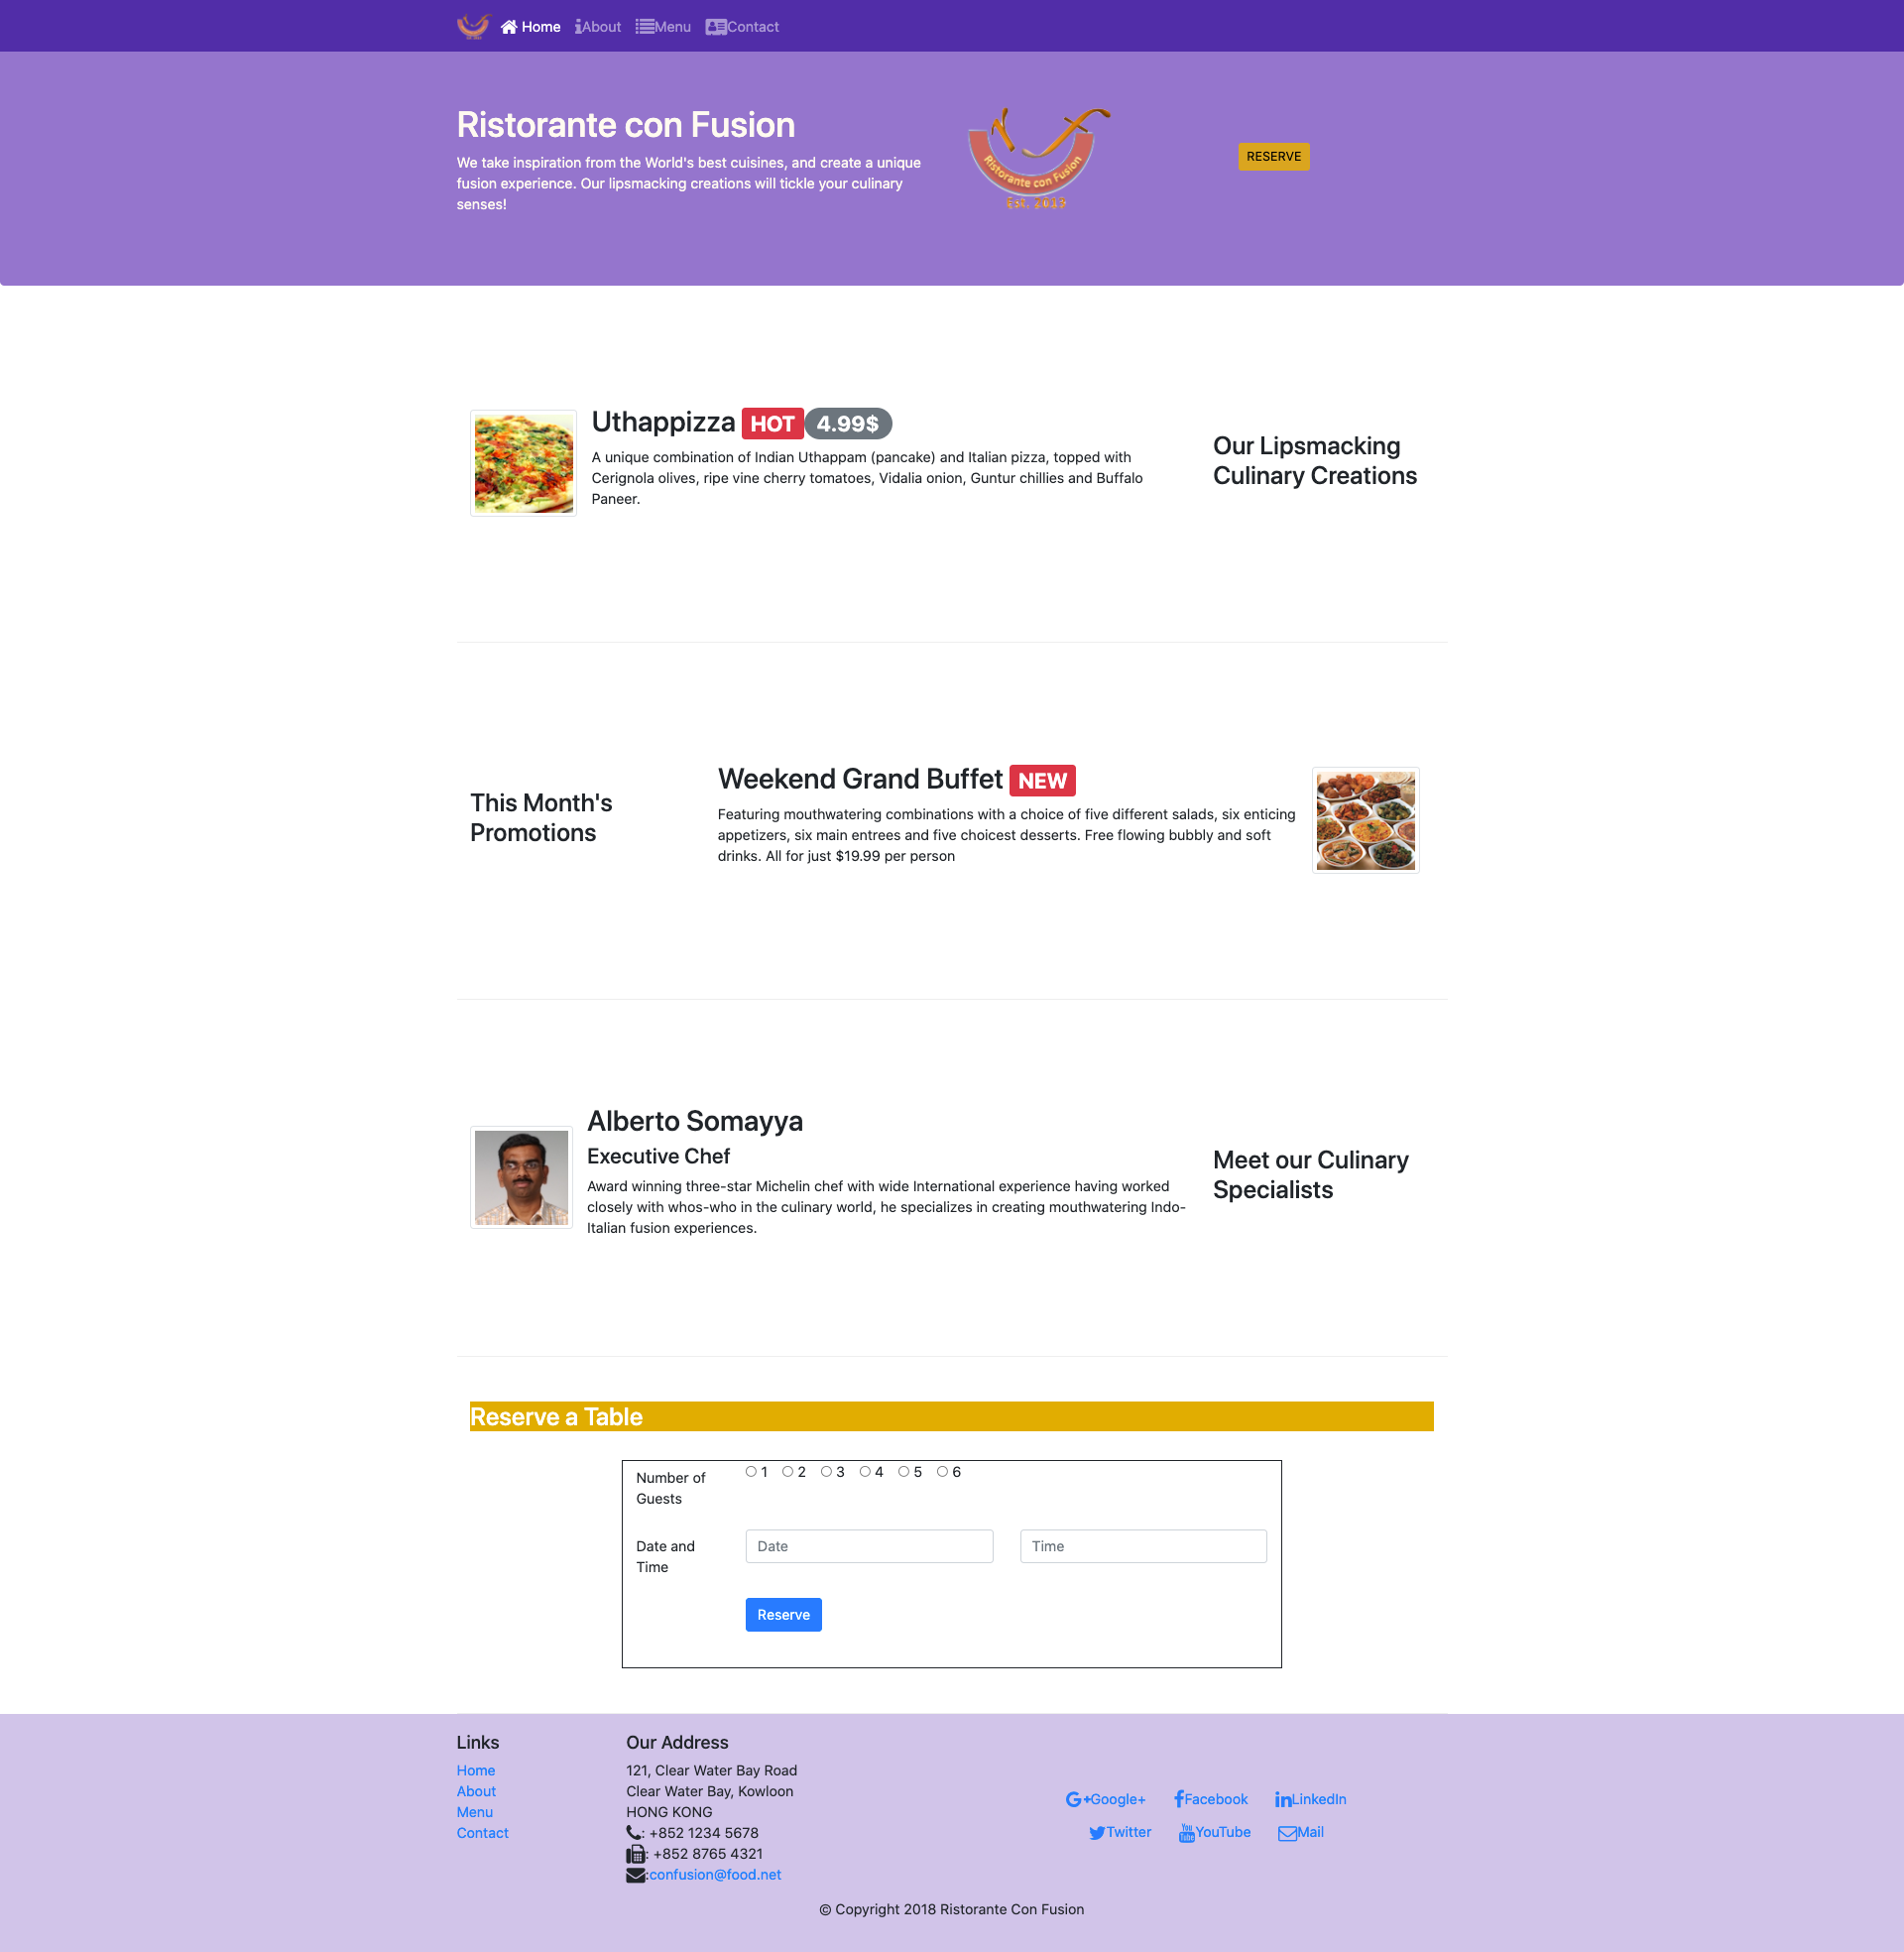 Home About Menu Contact
Ristorante con Fusion
We take inspiration from the World's best cuisines, and create a unique
fusion experience. Our lipsmacking creations will tickle your culinary
senses!
Ristorante con Fusion
Est. 2015
RESERVE
Uthappizza HOT 4.99$
A unique combination of Indian Uthappam (pancake) and Italian pizza, topped with
Cerignola olives, ripe vine cherry tomatoes, Vidalia onion, Guntur chillies and Buffalo
Paneer.
Our Lipsmacking
Culinary Creations
This Month's
Promotions
Weekend Grand Buffet NEW
Featuring mouthwatering combinations with a choice of five different salads, six enticing
appetizers, six main entrees and five choicest desserts. Free flowing bubbly and soft
drinks. All for just $19.99 per person
Alberto Somayya
Executive Chef
Award winning three-star Michelin chef with wide International experience having worked
closely with whos-who in the culinary world, he specializes in creating mouthwatering Indo-
Italian fusion experiences.
Meet our Culinary
Specialists
Reserve a Table
Number of
Guests
1 2 3 4 5 6
Date and
Time
Date
Time
Reserve
Links
Home
About
Menu
Contact
Our Address
121, Clear Water Bay Road
Clear Water Bay, Kowloon
HONG KONG
: +852 1234 5678
: +852 8765 4321
:confusion@food.net
Google+ Facebook LinkedIn
Twitter YouTube Mail
© Copyright 2018 Ristorante Con Fusion